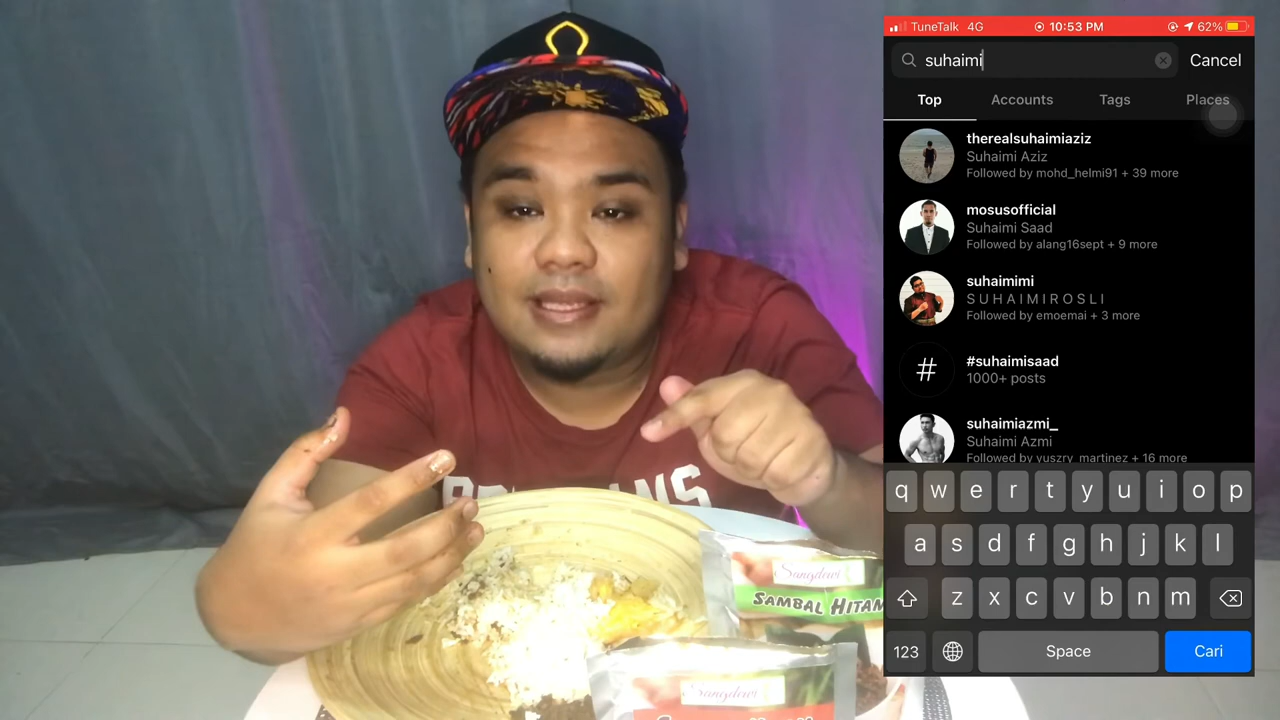 TuneTalk 4G 10:53 PM 62%
suhaimi Cancel
Top Accounts Tags Places
therealsuhaimiaziz
Suhaimi Aziz
Followed by mohd_helmi91 + 39 more
mosusofficial
Suhaimi Saad
Followed by alang16sept + 9 more
suhaimimi
S U H A I M I R O S L I
Followed by emoemai + 3 more
#
#suhaimisaad
1000+ posts
suhaimiazmi_
Suhaimi Azmi
Followed by yuszry_martinez + 16 more
q w e r t y u i o p
a s d f g h j k l
z x c v b n m
123 Space Cari
Sangdewi
SAMBAL HITAM
Sangdewi